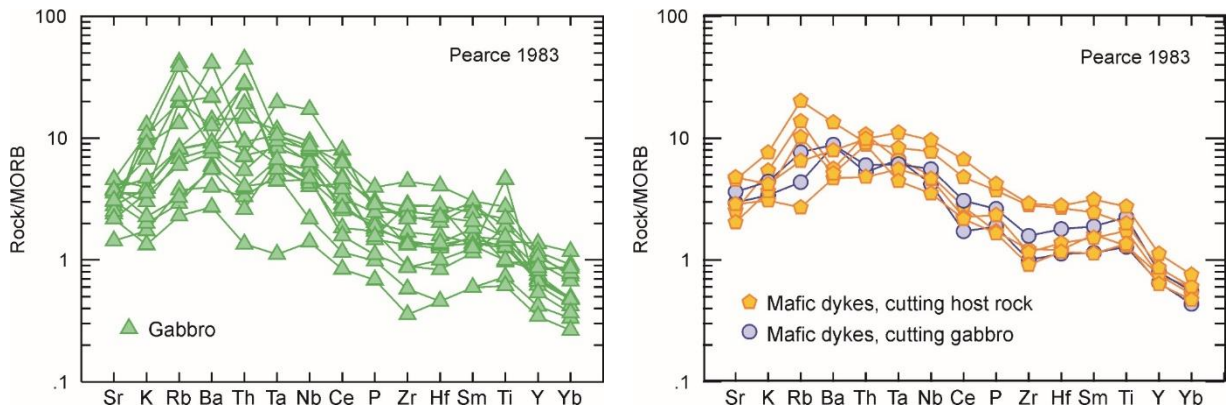 100
10
1
.1
Rock/MORB
Pearce 1983
Gabbro
Sr K Rb Ba Th Ta Nb Ce P Zr Hf Sm Ti Y Yb
100
10
1
.1
Rock/MORB
Pearce 1983
Mafic dykes, cutting host rock
Mafic dykes, cutting gabbro
Sr K Rb Ba Th Ta Nb Ce P Zr Hf Sm Ti Y Yb